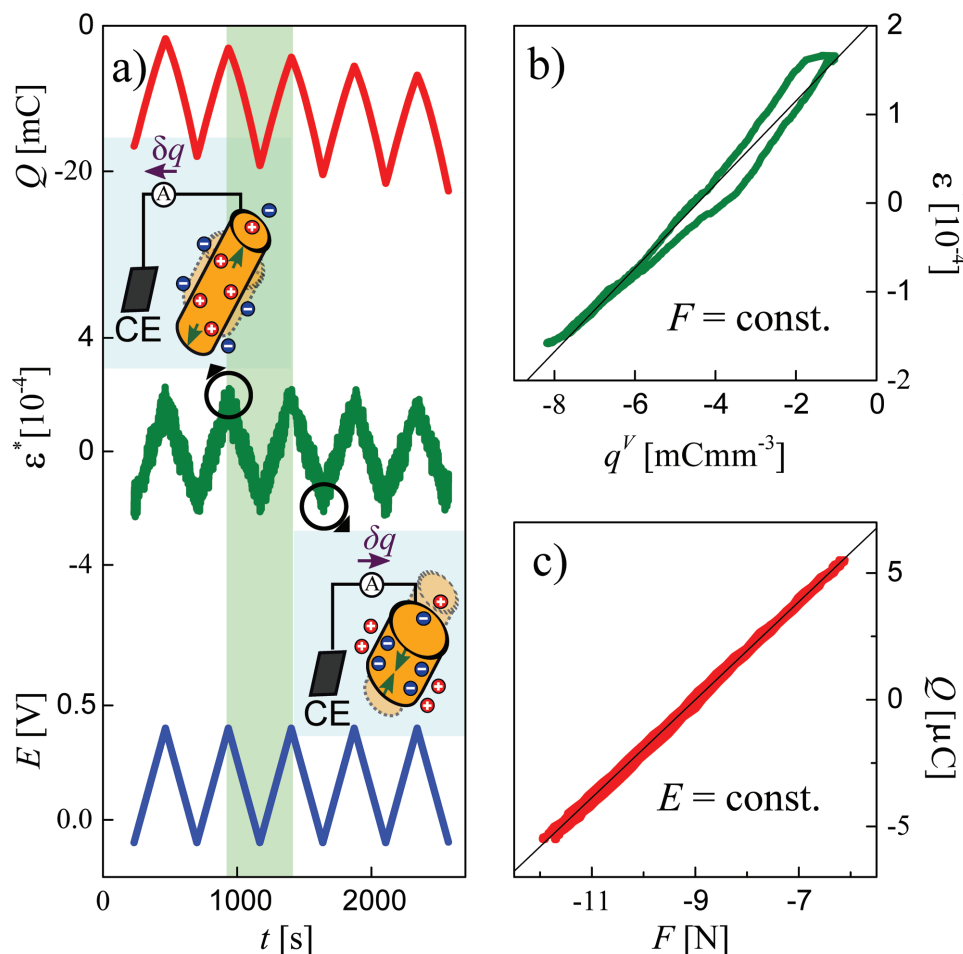 a)
Q [mC]
0
-20
δq
A
CE
ε* [10⁻⁴]
4
0
-4
δq
A
CE
E [V]
0.5
0.0
0
1000
2000
t [s]
b)
F = const.
ε [10⁻⁴]
2
1
0
-1
-2
-8
-6
-4
-2
0
qⱽ [mCmm⁻³]
c)
E = const.
Q [µC]
5
0
-5
-11
-9
-7
F [N]